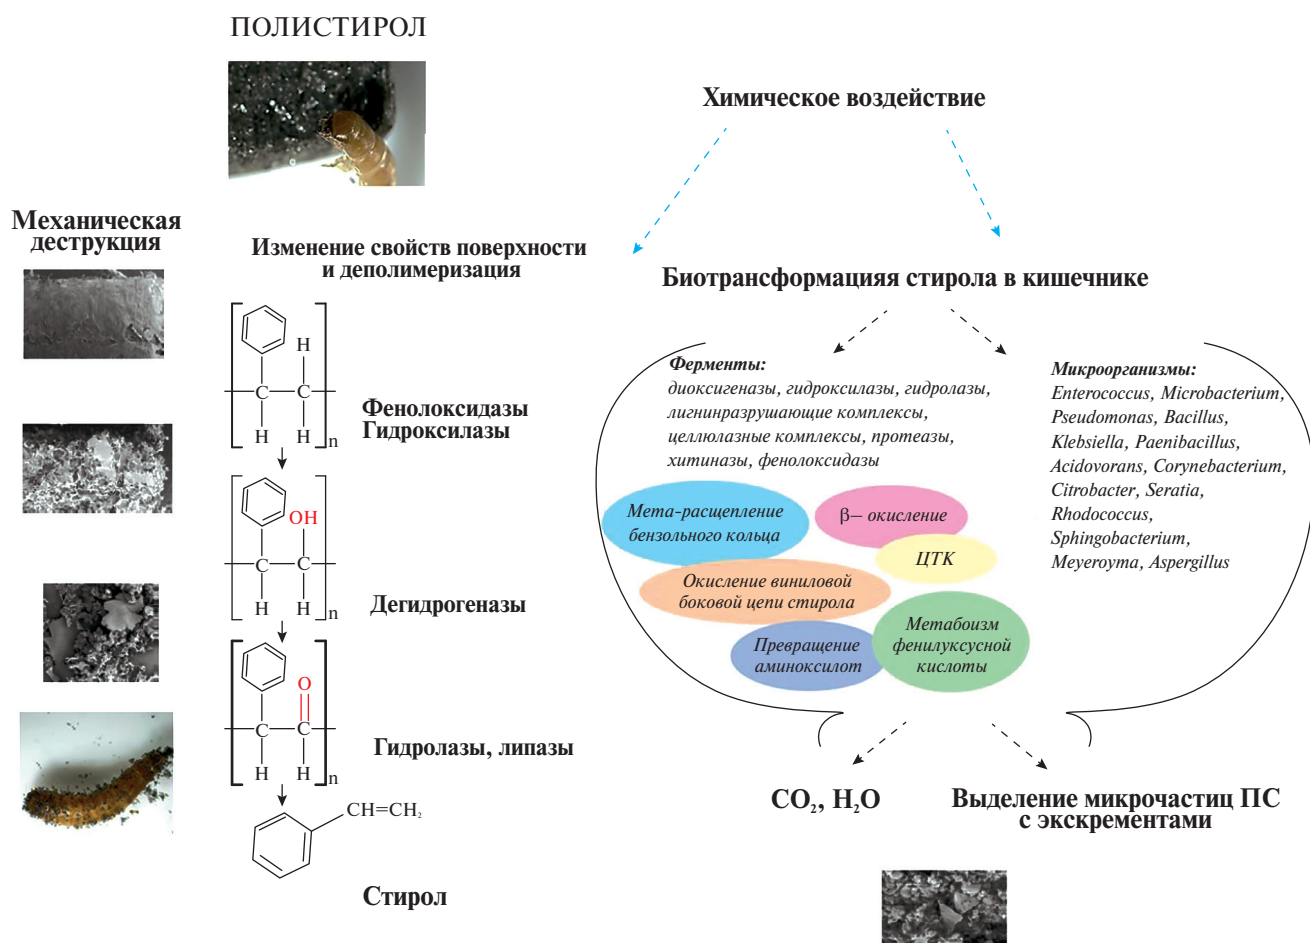 ПОЛИСТИРОЛ
Химическое воздействие
Механическая
деструкция
Изменение свойств поверхности
и деполимеризация
H
C
C
H
H
n
Фенолоксидазы
Гидроксилазы
OH
C
C
H
H
n
Дегидрогеназы
O
C
C
H
H
n
Гидролазы, липазы
CH=CH₂
Стирол
Биотрансформацияя стирола в кишечнике
Ферменты:
диоксигеназы, гидроксилазы, гидролазы,
лигнинразрушающие комплексы,
целлюлазные комплексы, протеазы,
хитиназы, фенолоксидазы
Мета-расщепление
бензольного кольца
β– окисление
ЦТК
Окисление виниловой
боковой цепи стирола
Превращение
аминоксилот
Метабоизм
фенилуксусной
кислоты
Микроорганизмы:
Enterococcus, Microbacterium,
Pseudomonas, Bacillus,
Klebsiella, Paenibacillus,
Acidovorans, Corynebacterium,
Citrobacter, Seratia,
Rhodococcus,
Sphingobacterium,
Meyeroyma, Aspergillus
CO₂, H₂O
Выделение микрочастиц ПС
с экскрементами